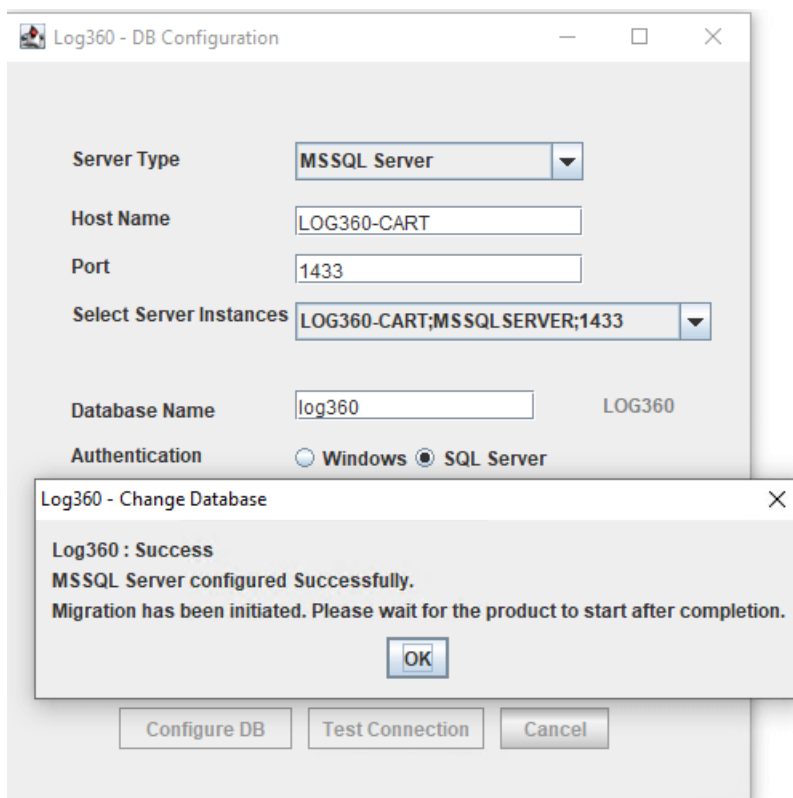 Log360 - DB Configuration
Server Type MSSQL Server
Host Name LOG360-CART
Port 1433
Select Server Instances LOG360-CART;MSSQLSERVER;1433
Database Name log360 LOG360
Authentication Windows SQL Server
Log360 - Change Database
Log360 : Success
MSSQL Server configured Successfully.
Migration has been initiated. Please wait for the product to start after completion.
OK
Configure DB Test Connection Cancel